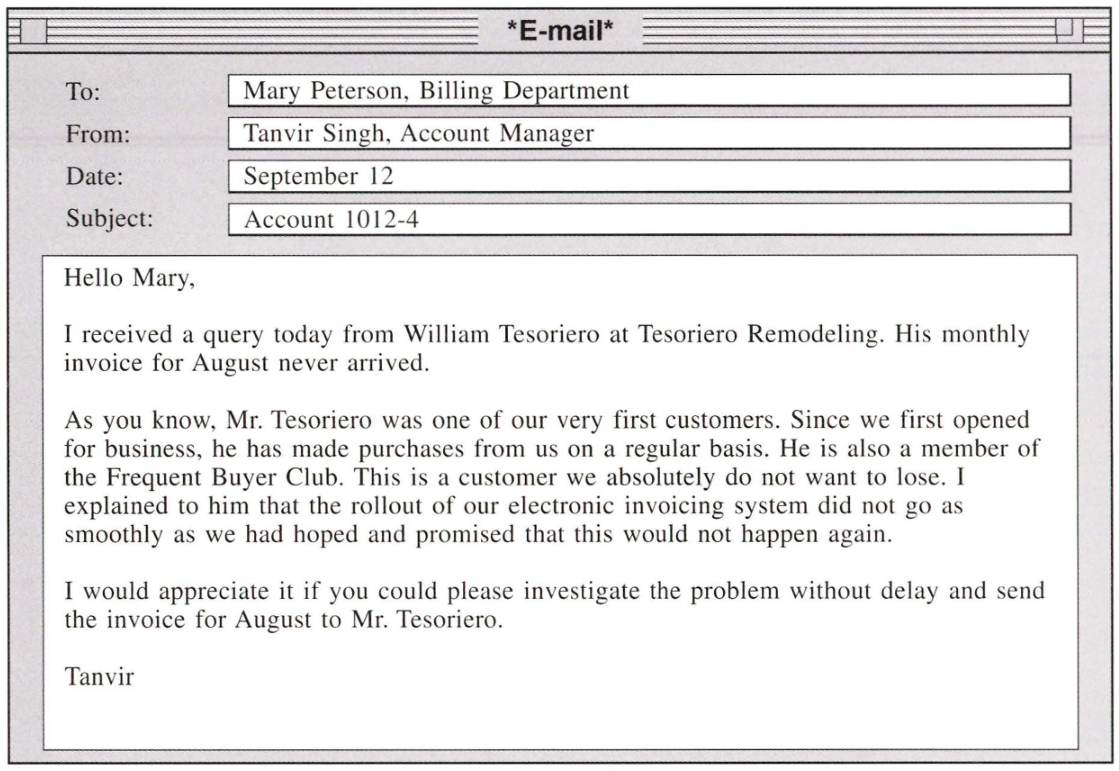 *E-mail*
To:
Mary Peterson, Billing Department
From:
Tanvir Singh, Account Manager
Date:
September 12
Subject:
Account 1012-4
Hello Mary,
I received a query today from William Tesoriero at Tesoriero Remodeling. His monthly
invoice for August never arrived.
As you know, Mr. Tesoriero was one of our very first customers. Since we first opened
for business, he has made purchases from us on a regular basis. He is also a member of
the Frequent Buyer Club. This is a customer we absolutely do not want to lose. I
explained to him that the rollout of our electronic invoicing system did not go as
smoothly as we had hoped and promised that this would not happen again.
I would appreciate it if you could please investigate the problem without delay and send
the invoice for August to Mr. Tesoriero.
Tanvir